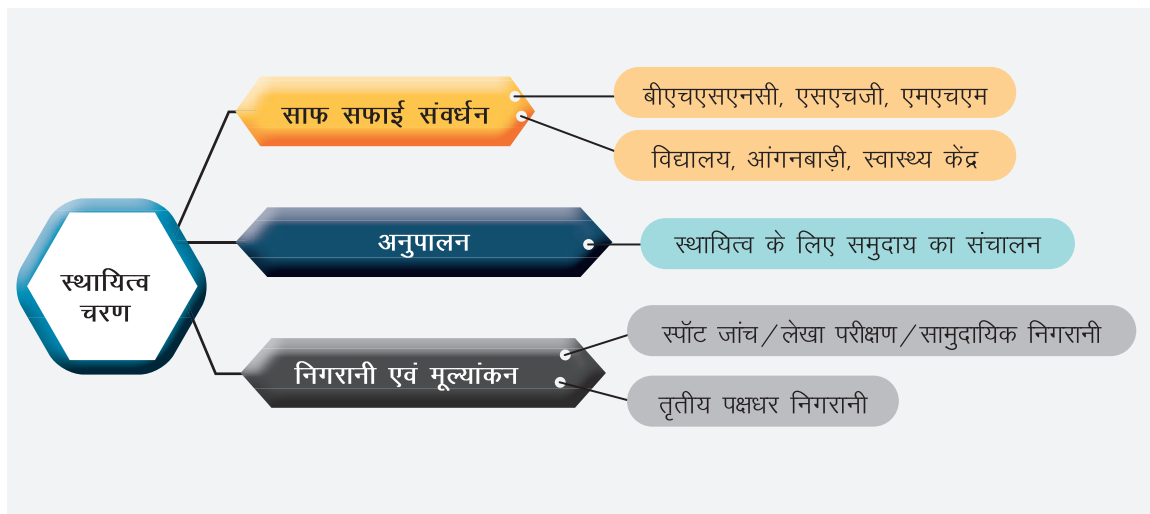 स्थायित्व
चरण
साफ सफाई संवर्धन
बीएचएसएनसी, एसएचजी, एमएचएम
विद्यालय, आंगनबाड़ी, स्वास्थ्य केंद्र
अनुपालन
स्थायित्व के लिए समुदाय का संचालन
निगरानी एवं मूल्यांकन
स्पॉट जांच/लेखा परीक्षण/सामुदायिक निगरानी
तृतीय पक्षधर निगरानी